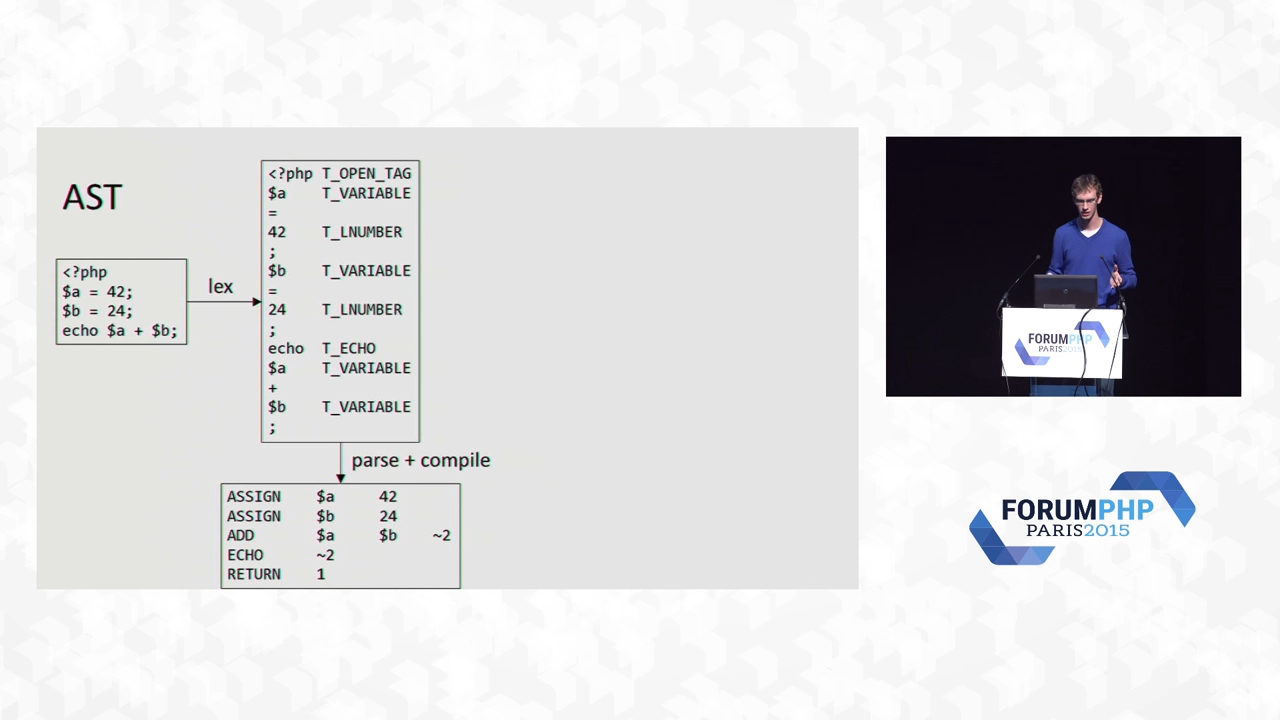 AST
<?php
$a = 42;
$b = 24;
echo $a + $b;
lex
<?php T_OPEN_TAG
$a T_VARIABLE
=
42 T_LNUMBER
;
$b T_VARIABLE
=
24 T_LNUMBER
;
echo T_ECHO
$a T_VARIABLE
+
$b T_VARIABLE
;
parse + compile
ASSIGN $a 42
ASSIGN $b 24
ADD $a $b ~2
ECHO ~2
RETURN 1
FORUMPHP
PARIS2015
FORUMPHP
PARIS2015